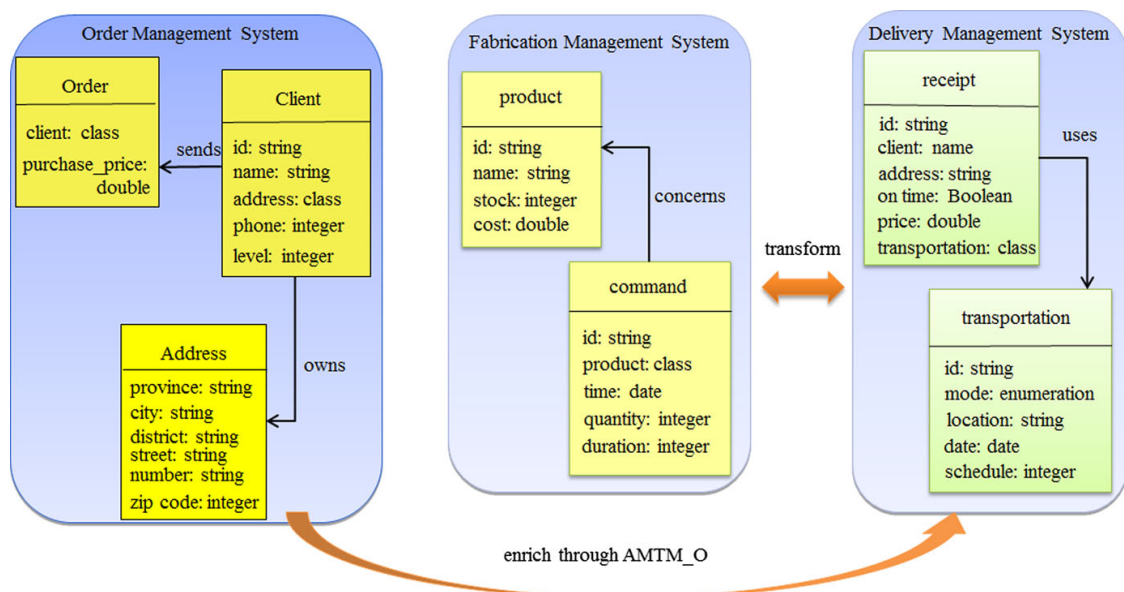 Order Management System
Order
client: class
purchase_price:
double
sends
Client
id: string
name: string
address: class
phone: integer
level: integer
owns
Address
province: string
city: string
district: string
street: string
number: string
zip code: integer
Fabrication Management System
product
id: string
name: string
stock: integer
cost: double
concerns
command
id: string
product: class
time: date
quantity: integer
duration: integer
transform
Delivery Management System
receipt
id: string
client: name
address: string
on time: Boolean
price: double
transportation: class
uses
transportation
id: string
mode: enumeration
location: string
date: date
schedule: integer
enrich through AMTM_O